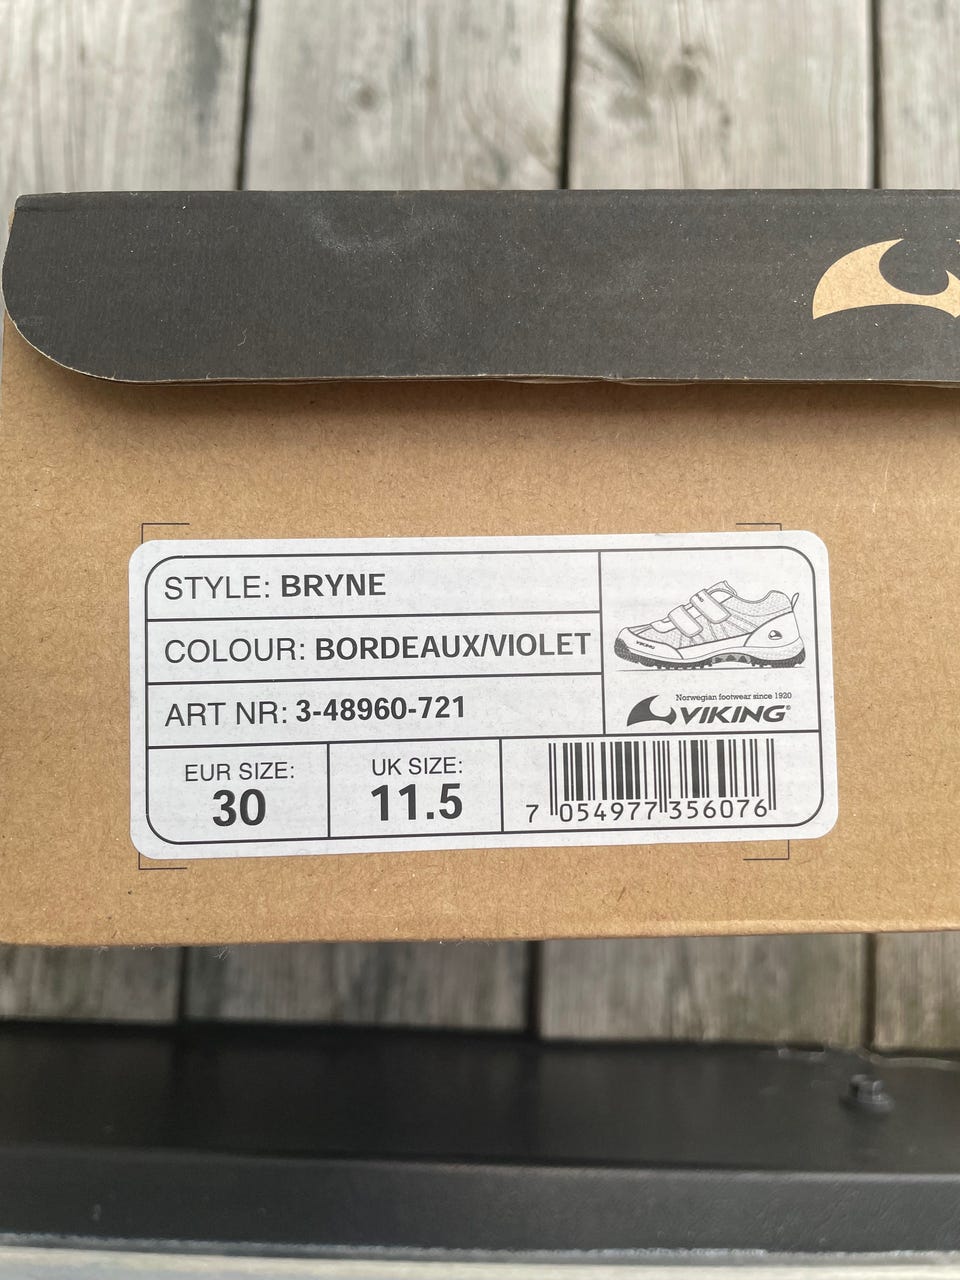 STYLE: BRYNE
COLOUR: BORDEAUX/VIOLET
ART NR: 3-48960-721
EUR SIZE:
30
UK SIZE:
11.5
Norwegian footwear since 1920
VIKING®
7 054977 356076